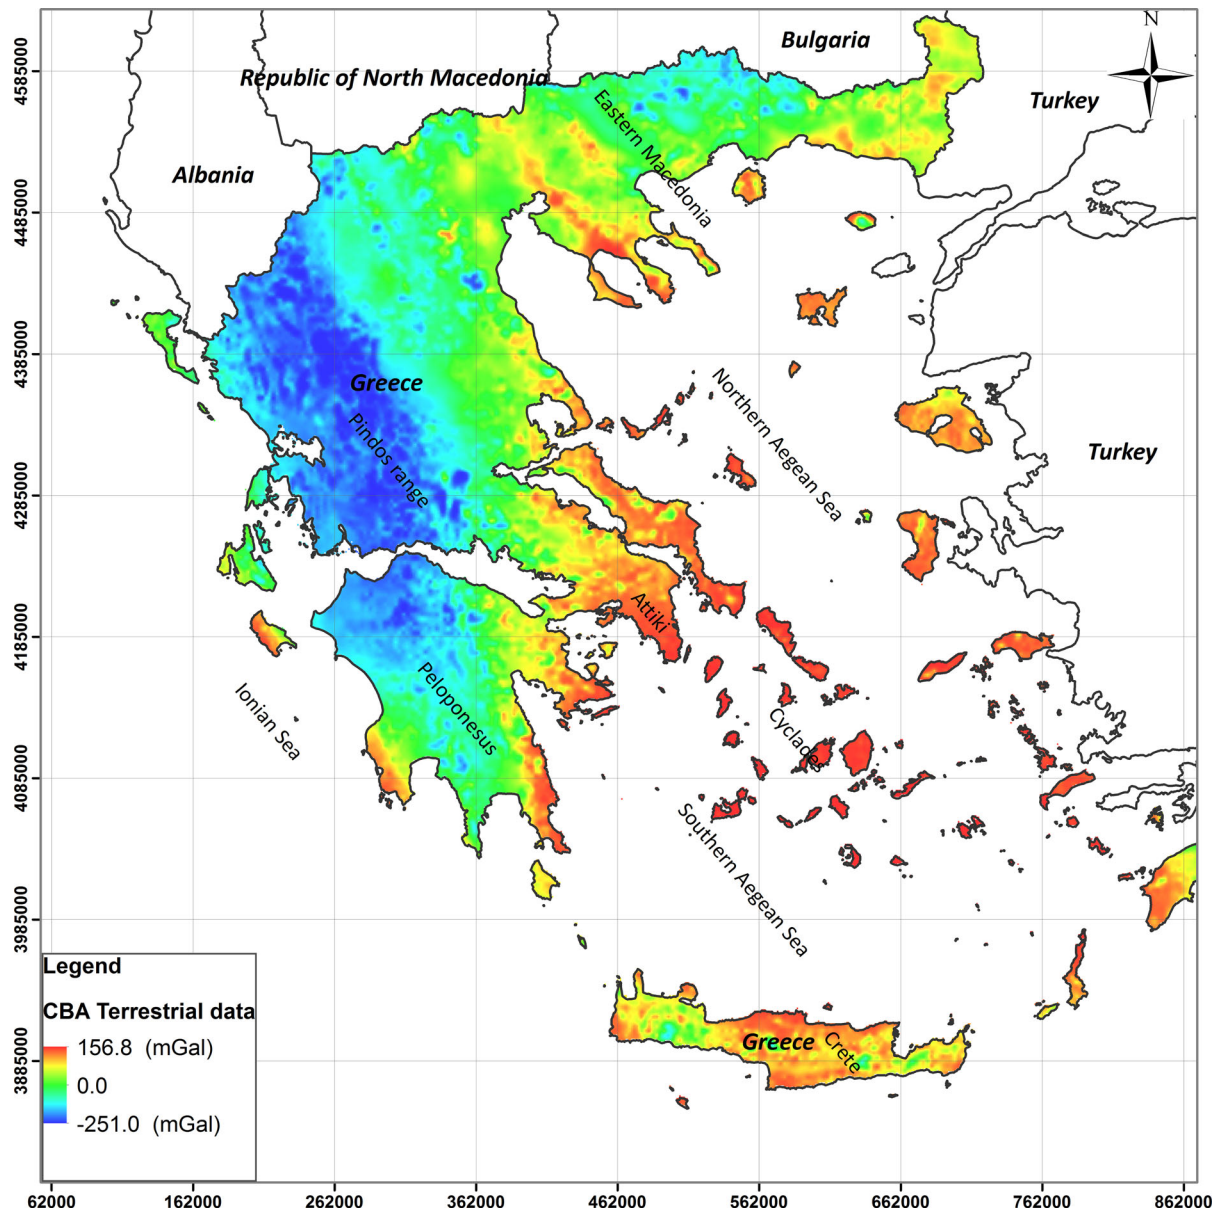 N
Bulgaria
Republic of North Macedonia
Turkey
Albania
Eastern Macedonia
Greece
Pindos range
Northern Aegean Sea
Turkey
Attiki
Peloponesus
Ionian Sea
Cyclades
Southern Aegean Sea
Greece
Crete
Legend
CBA Terrestrial data
156.8 (mGal)
0.0
-251.0 (mGal)
4585000
4485000
4385000
4285000
4185000
4085000
3985000
3885000
62000 162000 262000 362000 462000 562000 662000 762000 862000